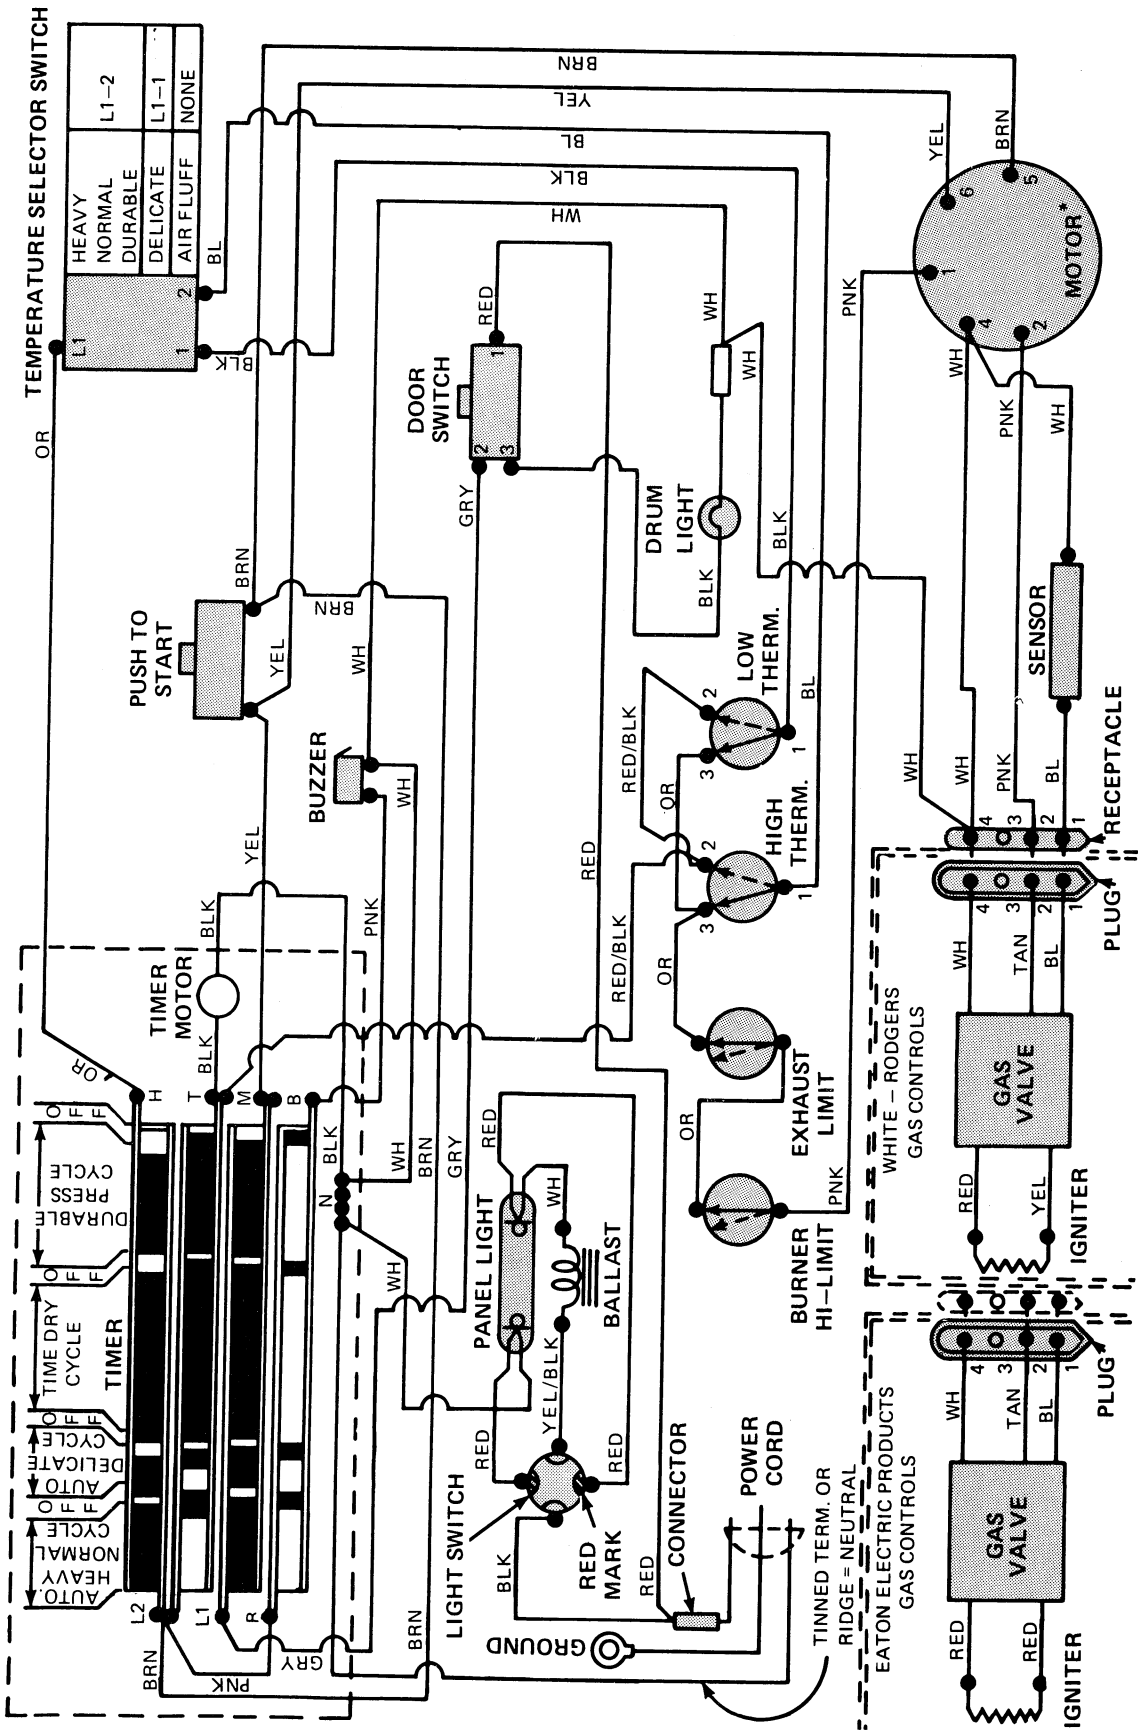 TEMPERATURE SELECTOR SWITCH
HEAVY
NORMAL
DURABLE
L1–2
DELICATE
L1–1
AIR FLUFF
NONE
L1
2
1
OR
BL
BLK
BRN
YEL
BL
BLK
WH
YEL
BRN
6
5
1
4
2
MOTOR*
PNK
WH
PNK
WH
DOOR
SWITCH
RED
1
2
3
GRY
WH
WH
DRUM
LIGHT
BLK
BLK
PUSH TO
START
BRN
YEL
BRN
WH
BUZZER
WH
PNK
YEL
LOW
THERM.
2
3
1
BL
RED/BLK
OR
HIGH
THERM.
2
3
1
RED
RED/BLK
OR
SENSOR
WH
WH
PNK
BL
4
3
2
1
RECEPTACLE
PLUG
4
3
2
1
WH
TAN
BL
WHITE – RODGERS
GAS CONTROLS
GAS
VALVE
RED
YEL
IGNITER
TIMER
MOTOR
BLK
BLK
OR
H
T
M
B
OFF
DURABLE
PRESS
CYCLE
OFF
TIME DRY
CYCLE
TIMER
OFF
AUTO
DELICATE
CYCLE
OFF
AUTO.
HEAVY
NORMAL
CYCLE
L2
L1
R
BRN
PNK
GRY
BLK
N
WH
WH
BRN
GRY
BRN
EXHAUST
LIMIT
OR
BURNER
HI–LIMIT
PNK
PANEL LIGHT
RED
WH
BALLAST
YEL/BLK
RED
RED
LIGHT SWITCH
RED
MARK
BLK
RED
CONNECTOR
POWER
CORD
GROUND
TINNED TERM. OR
RIDGE = NEUTRAL
EATON ELECTRIC PRODUCTS
GAS CONTROLS
PLUG
4
3
2
1
WH
TAN
BL
GAS
VALVE
RED
RED
IGNITER